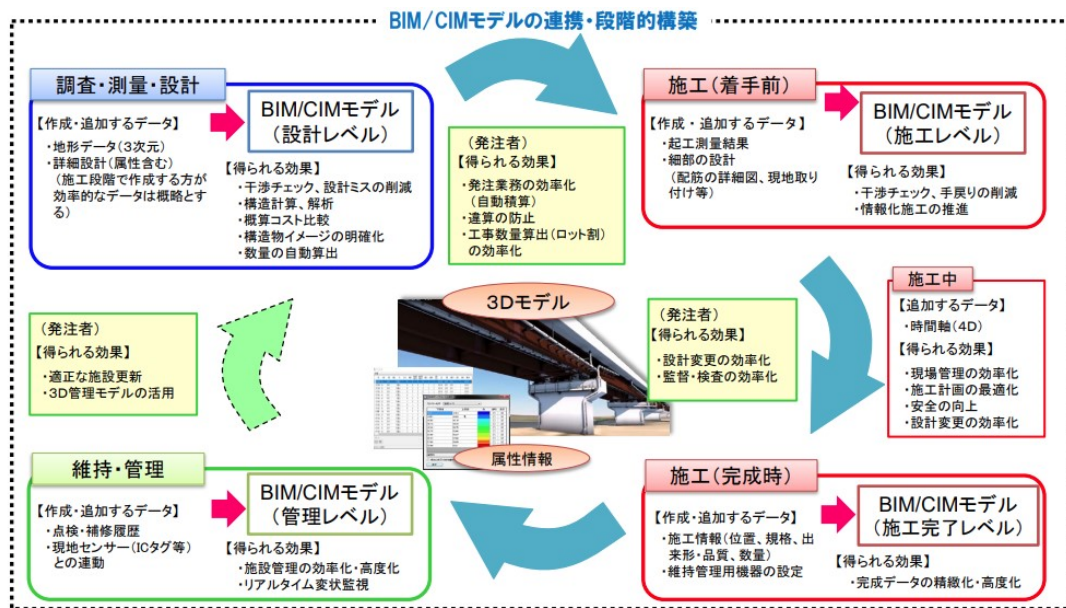 BIM/CIMモデルの連携・段階的構築
調査・測量・設計
BIM/CIMモデル
（設計レベル）
【作成・追加するデータ】
・地形データ（3次元）
・詳細設計（属性含む）
（施工段階で作成する方が
効率的なデータは概略とす
る）
【得られる効果】
・干渉チェック、設計ミスの削減
・構造計算、解析
・概算コスト比較
・構造物イメージの明確化
・数量の自動算出
（発注者）
【得られる効果】
・発注業務の効率化
（自動積算）
・違算の防止
・工事数量算出（ロット割）
の効率化
施工（着手前）
BIM/CIMモデル
（施工レベル）
【作成・追加するデータ】
・起工測量結果
・細部の設計
（配筋の詳細図、現地取り
付け等）
【得られる効果】
・干渉チェック、手戻りの削減
・情報化施工の推進
施工中
【追加するデータ】
・時間軸（4D）
【得られる効果】
・現場管理の効率化
・施工計画の最適化
・安全の向上
・設計変更の効率化
（発注者）
【得られる効果】
・設計変更の効率化
・監督・検査の効率化
3Dモデル
属性情報
（発注者）
【得られる効果】
・適正な施設更新
・3D管理モデルの活用
施工（完成時）
BIM/CIMモデル
（施工完了レベル）
【作成・追加するデータ】
・施工情報（位置、規格、出
来形・品質、数量）
・維持管理用機器の設定
【得られる効果】
・完成データの精緻化・高度化
維持・管理
BIM/CIMモデル
（管理レベル）
【作成・追加するデータ】
・点検・補修履歴
・現地センサー（ICタグ等）
との連動
【得られる効果】
・施設管理の効率化・高度化
・リアルタイム変状監視